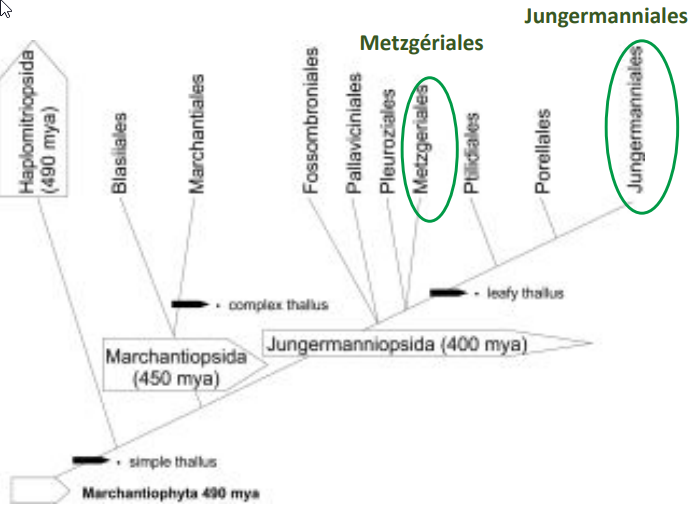 Jungermanniales
Metzgériales
Haplomitriopsida
(490 mya)
Blasiiales
Marchantiales
Fossombroniales
Pallaviciniales
Pleuroziales
Metzgeriales
Ptilidiales
Porellales
Jungermanniales
- complex thallus
- leafy thallus
Marchantiopsida
(450 mya)
Jungermanniopsida (400 mya)
- simple thallus
Marchantiophyta 490 mya